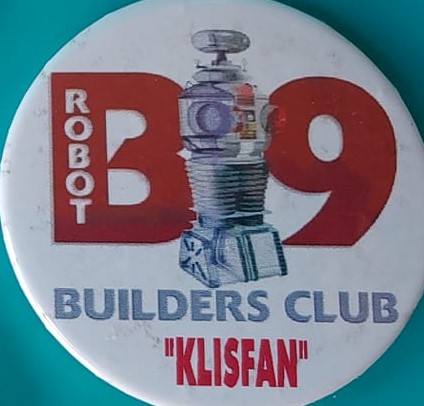 ROBOT
B9
BUILDERS CLUB
"KLISFAN"